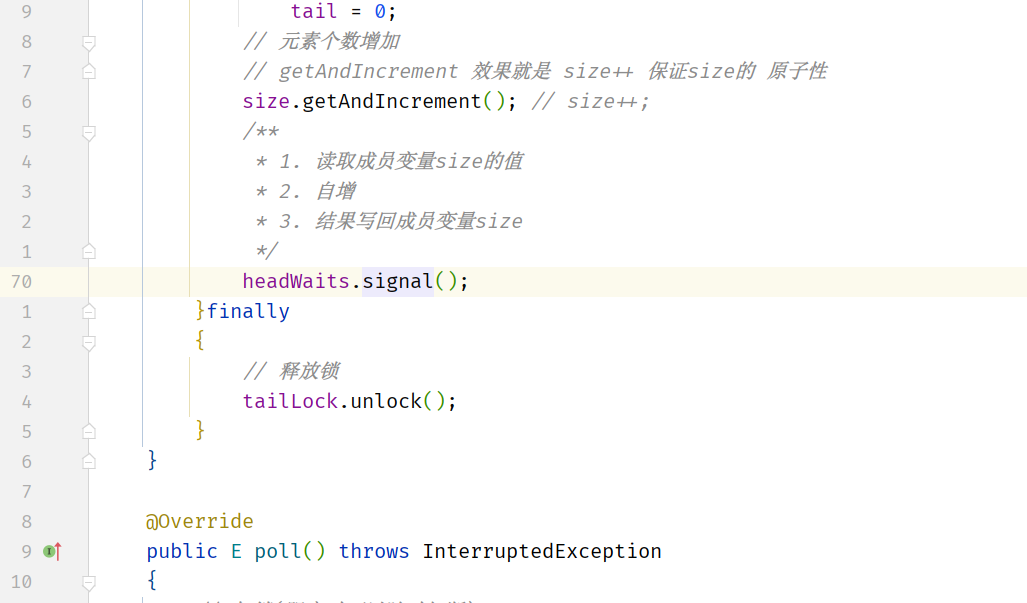 9 tail = 0;
8 // 元素个数增加
7 // getAndIncrement 效果就是 size++ 保证size的 原子性
6 size.getAndIncrement(); // size++;
5 /**
4 * 1. 读取成员变量size的值
3 * 2. 自增
2 * 3. 结果写回成员变量size
1 */
70 headWaits.signal();
1 }finally
2 {
3 // 释放锁
4 tailLock.unlock();
5 }
6 }
7
8 @Override
9 public E poll() throws InterruptedException
10 {